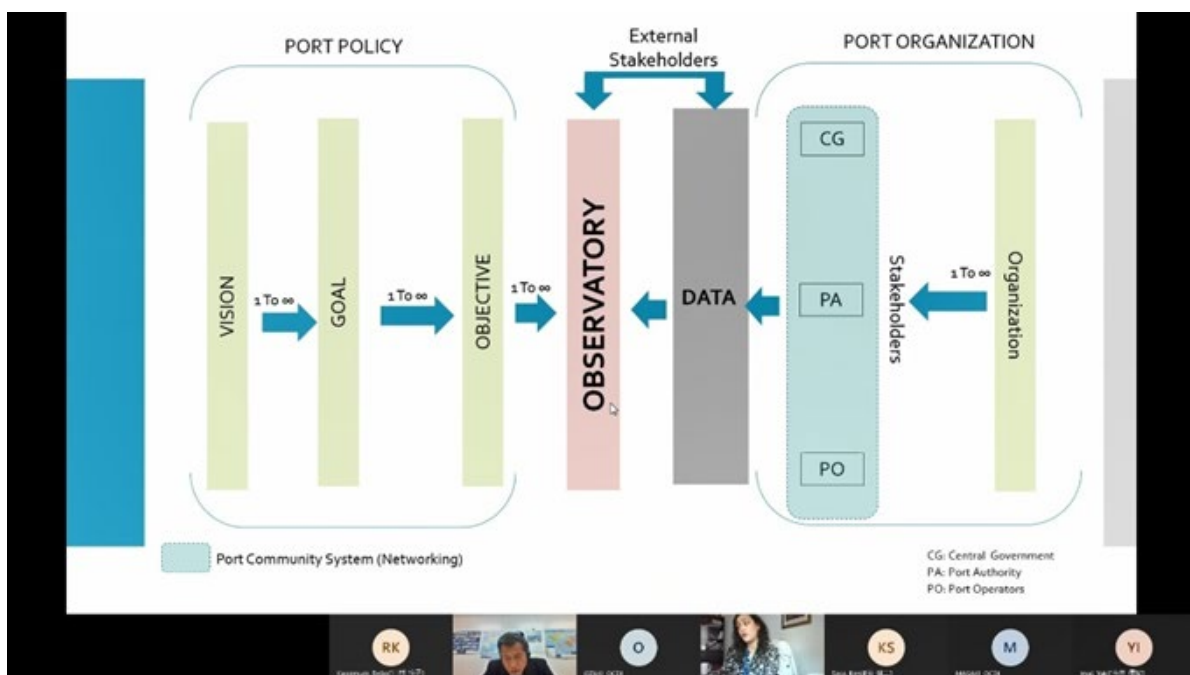 PORT POLICY
External
Stakeholders
PORT ORGANIZATION
VISION
1 To ∞
GOAL
1 To ∞
OBJECTIVE
1 To ∞
OBSERVATORY
DATA
CG
PA
PO
Stakeholders
1 To ∞
Organization
Port Community System (Networking)
CG: Central Government
PA: Port Authority
PO: Port Operators
RK
O
KS
M
YI